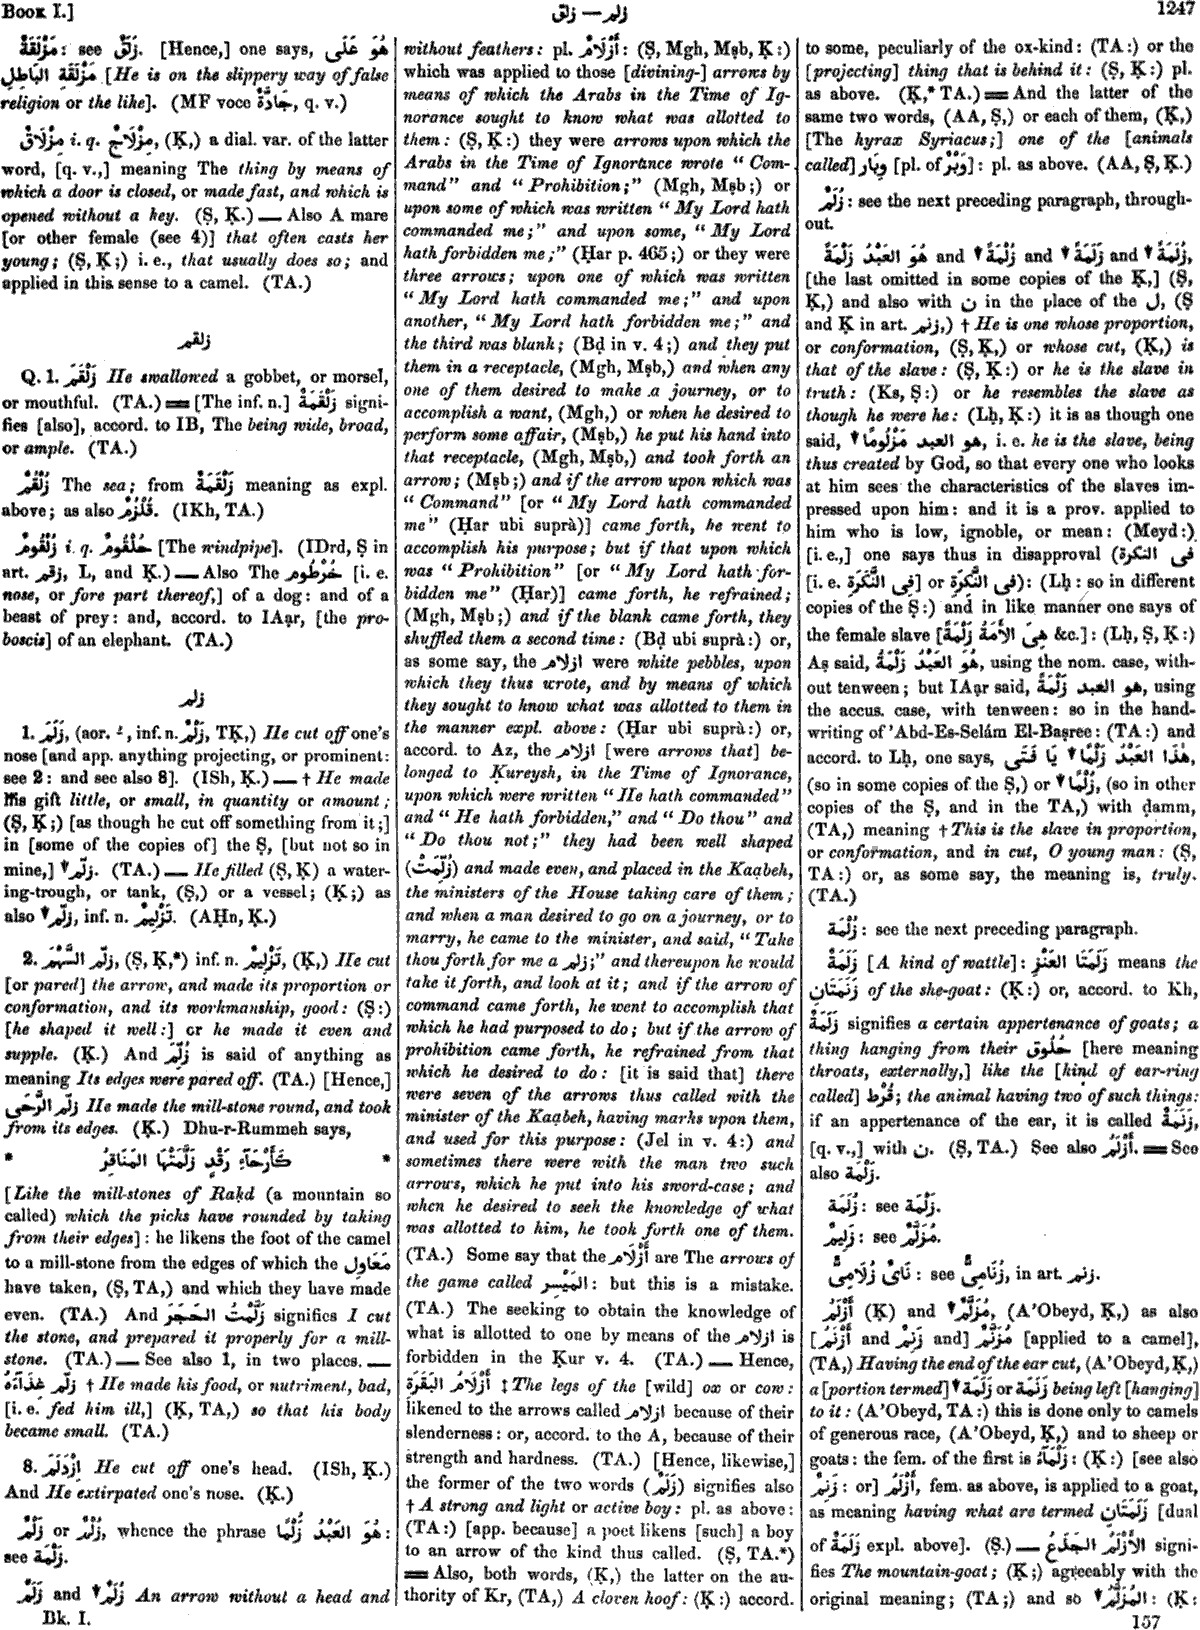 Book I.]
زلق — زلم
1247
مَزْلَقَةٌ: see زَلَقٌ. [Hence,] one says, هُوَ عَلَى
مَزْلَقَةِ البَاطِلِ [He is on the slippery way of false
religion or the like]. (MF voce جَادَّةٌ, q. v.)
مِزْلَاقٌ i. q. مِزْلَاجٌ, (Ḳ,) a dial. var. of the latter
word, [q. v.,] meaning The thing by means of
which a door is closed, or made fast, and which is
opened without a key. (Ṣ, Ḳ.) — Also A mare
[or other female (see 4)] that often casts her
young; (Ṣ, Ḳ;) i. e., that usually does so; and
applied in this sense to a camel. (TA.)
زلقم
Q. 1. زَلْقَمَ He swallowed a gobbet, or morsel,
or mouthful. (TA.) == [The inf. n.] زَلْقَمَةٌ signi-
fies [also], accord. to IB, The being wide, broad,
or ample. (TA.)
زُلْقُمٌ The sea; from زَلْقَمَةٌ meaning as expl.
above; as also قُلْزُمٌ. (IKh, TA.)
زُلْقُومٌ i. q. حُلْقُومٌ [The windpipe]. (IDrd, Ṣ in
art. زقم, L, and Ḳ.) — Also The خُرْطُوم [i. e.
nose, or fore part thereof,] of a dog: and of a
beast of prey: and, accord. to IAạr, [the pro-
boscis] of an elephant. (TA.)
زلم
1. زَلَمَ, (aor. ـُ, inf. n. زَلْمٌ, TḲ,) He cut off one's
nose [and app. anything projecting, or prominent:
see 2: and see also 8]. (ISh, Ḳ.) — † He made
his gift little, or small, in quantity or amount;
(Ṣ, Ḳ;) [as though he cut off something from it;]
in [some of the copies of] the Ṣ, [but not so in
mine,] ▼ زلّم. (TA.) — He filled (Ṣ, Ḳ) a water-
ing-trough, or tank, (Ṣ,) or a vessel; (Ḳ;) as
also ▼ زلّم, inf. n. تَزْلِيمٌ. (AḤn, Ḳ.)
2. زلّم السَّهْمَ, (Ṣ, Ḳ,*) inf. n. تَزْلِيمٌ, (Ḳ,) He cut
[or pared] the arrow, and made its proportion or
conformation, and its workmanship, good: (Ṣ:)
[he shaped it well:] or he made it even and
supple. (Ḳ.) And زُلِّمَ is said of anything as
meaning Its edges were pared off. (TA.) [Hence,]
زلّم الرَّحَى He made the mill-stone round, and took
from its edges. (Ḳ.) Dhu-r-Rummeh says,
* كَأَرْحَآءِ رَقْدٍ زَلَّمَتْهَا المَنَاقِرُ *
[Like the mill-stones of Raḳd (a mountain so
called) which the picks have rounded by taking
from their edges]: he likens the foot of the camel
to a mill-stone from the edges of which the مَعَاوِل
have taken, (Ṣ, TA,) and which they have made
even. (TA.) And زَلَّمْتُ الحَجَرَ signifies I cut
the stone, and prepared it properly for a mill-
stone. (TA.) — See also 1, in two places. —
زلّم غِذَآءَهُ † He made his food, or nutriment, bad,
[i. e. fed him ill,] (Ḳ, TA,) so that his body
became small. (TA.)
8. اِزْدَلَمَ He cut off one's head. (ISh, Ḳ.)
And He extirpated one's nose. (Ḳ.)
زَلْمٌ or زُلْمٌ, whence the phrase هُوَ العَبْدُ زُلْمًا:
see زَلْمَة.
زَلَمٌ and ▼ زُلَمٌ An arrow without a head and
Bk. I.
without feathers: pl. أَزْلَامٌ: (Ṣ, Mgh, Mṣb, Ḳ:)
which was applied to those [divining-] arrows by
means of which the Arabs in the Time of Ig-
norance sought to know what was allotted to
them: (Ṣ, Ḳ:) they were arrows upon which the
Arabs in the Time of Ignorance wrote "Com-
mand" and "Prohibition;" (Mgh, Mṣb;) or
upon some of which was written "My Lord hath
commanded me;" and upon some, "My Lord
hath forbidden me;" (Ḥar p. 465;) or they were
three arrows; upon one of which was written
"My Lord hath commanded me;" and upon
another, "My Lord hath forbidden me;" and
the third was blank; (Bḍ in v. 4;) and they put
them in a receptacle, (Mgh, Mṣb,) and when any
one of them desired to make a journey, or to
accomplish a want, (Mgh,) or when he desired to
perform some affair, (Mṣb,) he put his hand into
that receptacle, (Mgh, Mṣb,) and took forth an
arrow; (Mṣb;) and if the arrow upon which was
"Command" [or "My Lord hath commanded
me" (Ḥar ubi suprà)] came forth, he went to
accomplish his purpose; but if that upon which
was "Prohibition" [or "My Lord hath for-
bidden me" (Ḥar)] came forth, he refrained;
(Mgh, Mṣb;) and if the blank came forth, they
shuffled them a second time: (Bḍ ubi suprà:) or,
as some say, the ازلام were white pebbles, upon
which they thus wrote, and by means of which
they sought to know what was allotted to them in
the manner expl. above: (Ḥar ubi suprà:) or,
accord. to Az, the ازلام [were arrows that] be-
longed to Kureysh, in the Time of Ignorance,
upon which were written "He hath commanded"
and "He hath forbidden," and "Do thou" and
"Do thou not;" they had been well shaped
(زُلِّمَتْ) and made even, and placed in the Kaạbeh,
the ministers of the House taking care of them;
and when a man desired to go on a journey, or to
marry, he came to the minister, and said, "Take
thou forth for me a زلم;" and thereupon he would
take it forth, and look at it; and if the arrow of
command came forth, he went to accomplish that
which he had purposed to do; but if the arrow of
prohibition came forth, he refrained from that
which he desired to do: [it is said that] there
were seven of the arrows thus called with the
minister of the Kaạbeh, having marks upon them,
and used for this purpose: (Jel in v. 4:) and
sometimes there were with the man two such
arrows, which he put into his sword-case; and
when he desired to seek the knowledge of what
was allotted to him, he took forth one of them.
(TA.) Some say that the أَزْلَام are The arrows of
the game called المَيْسِر: but this is a mistake.
(TA.) The seeking to obtain the knowledge of
what is allotted to one by means of the ازلام is
forbidden in the Kur v. 4. (TA.) — Hence,
أَزْلَامُ البَقَرَةِ ‡ The legs of the [wild] ox or cow:
likened to the arrows called ازلام because of their
slenderness: or, accord. to the A, because of their
strength and hardness. (TA.) [Hence, likewise,]
the former of the two words (زَلَمٌ) signifies also
† A strong and light or active boy: pl. as above:
(TA:) [app. because] a poet likens [such] a boy
to an arrow of the kind thus called. (Ṣ, TA.*)
== Also, both words, (Ḳ,) the latter on the au-
thority of Kr, (TA,) A cloven hoof: (Ḳ:) accord.
to some, peculiarly of the ox-kind: (TA:) or the
[projecting] thing that is behind it: (Ṣ, Ḳ:) pl.
as above. (Ḳ,* TA.) == And the latter of the
same two words, (AA, Ṣ,) or each of them, (Ḳ,)
[The hyrax Syriacus;] one of the [animals
called] وِبَار [pl. of وَبْرٌ]: pl. as above. (AA, Ṣ, Ḳ.)
زُلَمٌ: see the next preceding paragraph, through-
out.
هُوَ العَبْدُ زَلْمَةً and ▼ زُلْمَةً and ▼ زَلَمَةً and ▼ زُلَمَةً,
[the last omitted in some copies of the Ḳ,] (Ṣ,
Ḳ,) and also with ن in the place of the ل, (Ṣ
and Ḳ in art. زنم,) † He is one whose proportion,
or conformation, (Ṣ, Ḳ,) or whose cut, (Ḳ,) is
that of the slave: (Ṣ, Ḳ:) or he is the slave in
truth: (Ks, Ṣ:) or he resembles the slave as
though he were he: (Lḥ, Ḳ:) it is as though one
said, ▼ هو العبد مَزْلُومًا, i. e. he is the slave, being
thus created by God, so that every one who looks
at him sees the characteristics of the slaves im-
pressed upon him: and it is a prov. applied to
him who is low, ignoble, or mean: (Meyd:)
[i. e.,] one says thus in disapproval (فى النكرة
[i. e. فِى النَّكِرَةِ] or فى النَّكَرَةِ): (Lḥ: so in different
copies of the Ṣ:) and in like manner one says of
the female slave [هِىَ الأَمَةُ زَلْمَةً &c.]: (Lḥ, Ṣ, Ḳ:)
Aṣ said, هُوَ العَبْدُ زَلْمَةُ, using the nom. case, with-
out tenween; but IAạr said, هو العبد زَلْمَةً, using
the accus. case, with tenween: so in the hand-
writing of 'Abd-Es-Selám El-Baṣree: (TA:) and
accord. to Lḥ, one says, هٰذَا العَبْدُ زَلْمًا ▼ يَا فَتَى,
(so in some copies of the Ṣ,) or ▼ زُلْمًا, (so in other
copies of the Ṣ, and in the TA,) with ḍamm,
(TA,) meaning † This is the slave in proportion,
or conformation, and in cut, O young man: (Ṣ,
TA:) or, as some say, the meaning is, truly.
(TA.)
زُلْمَة: see the next preceding paragraph.
زَلَمَةٌ [A kind of wattle]: زَلَمَتَا العَنْزِ means the
زَنَمَتَانِ of the she-goat: (Ḳ:) or, accord. to Kh,
زَلَمَةٌ signifies a certain appertenance of goats; a
thing hanging from their حُلُوق [here meaning
throats, externally,] like the [kind of ear-ring
called] قُرْط; the animal having two of such things:
if an appertenance of the ear, it is called زَنَمَةٌ,
[q. v.,] with ن. (Ṣ, TA.) See also أَزْلَمُ. == See
also زَلْمَة.
زُلَمَة: see زَلْمَة.
زَلِيمٌ: see مُزَلَّمٌ.
نَاىٌ زُلَامِىٌّ: see زُنَامِىٌّ, in art. زنم.
أَزْلَمُ (Ḳ) and ▼ مُزَلَّمٌ, (A'Obeyd, Ḳ,) as also
[أَزْنَمُ and زَنِمٌ and] مُزَنَّمٌ [applied to a camel],
(TA,) Having the end of the ear cut, (A'Obeyd, Ḳ,)
a [portion termed] ▼ زَلَمَة or زَنَمَة being left [hanging]
to it: (A'Obeyd, TA:) this is done only to camels
of generous race, (A'Obeyd, Ḳ,) and to sheep or
goats: the fem. of the first is زَلْمَآءُ: (Ḳ:) [see also
زَنِمٌ: or] أَزْلَمُ, fem. as above, is applied to a goat,
as meaning having what are termed زَلَمَتَانِ [dual
of زَلَمَةٌ expl. above]. (Ṣ.) — الأَزْلَمُ الجَذَعُ signi-
fies The mountain-goat; (Ḳ;) agreeably with the
original meaning; (TA;) and so ▼ المُزَلَّمُ: (Ḳ:
157